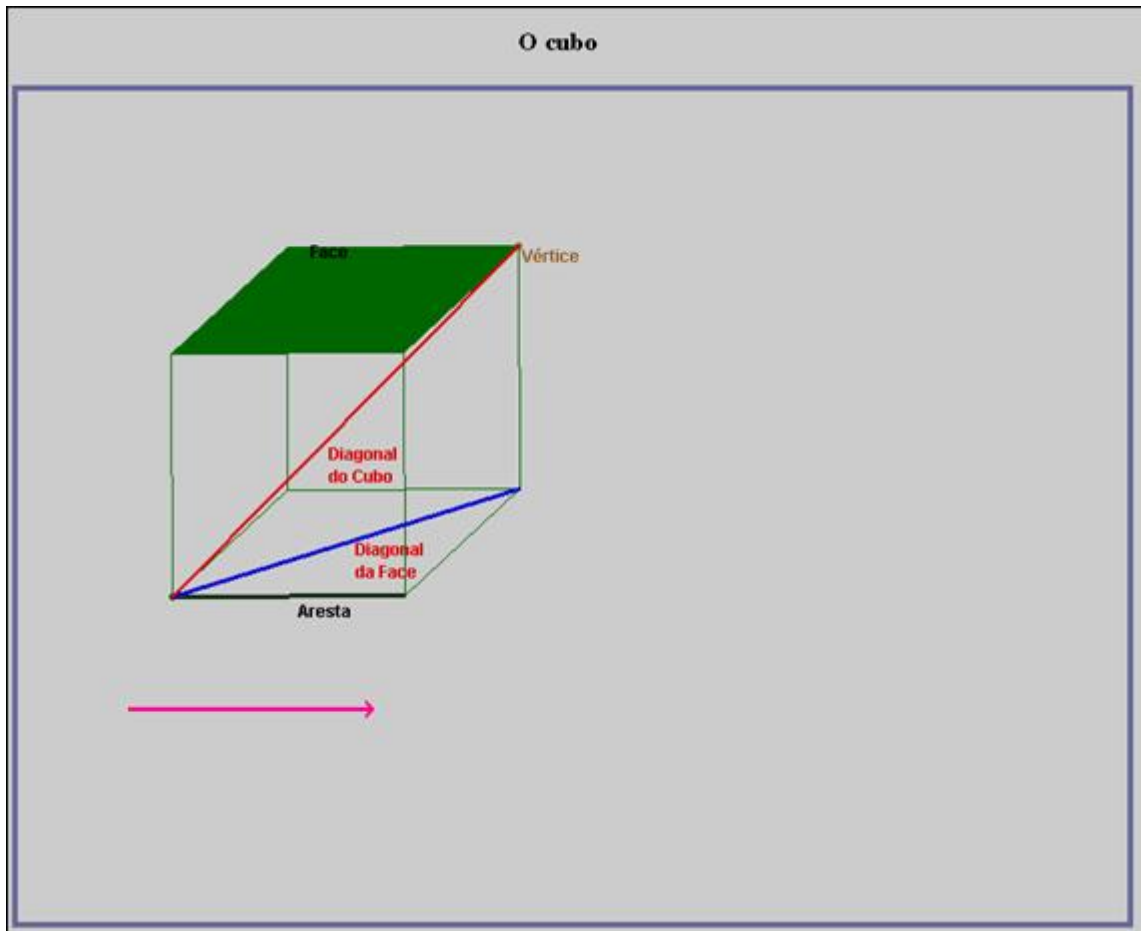 O cubo
Face
Vértice
Diagonal
do Cubo
Diagonal
da Face
Aresta